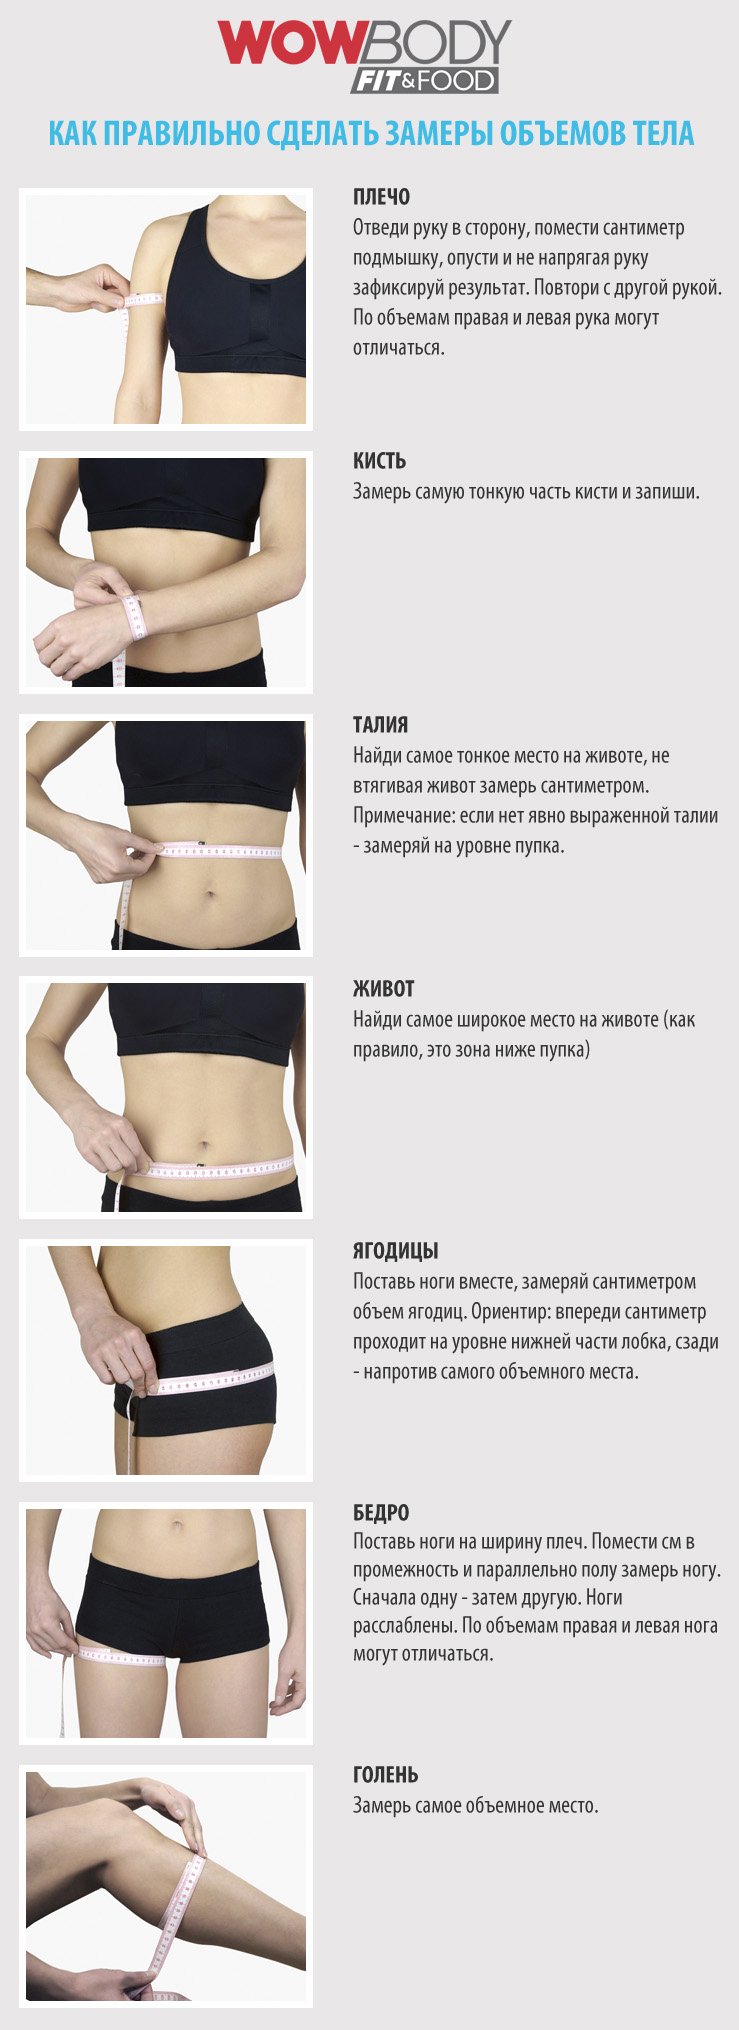 WOWBODY
FIT&FOOD
КАК ПРАВИЛЬНО СДЕЛАТЬ ЗАМЕРЫ ОБЪЕМОВ ТЕЛА
ПЛЕЧО
Отведи руку в сторону, помести сантиметр
подмышку, опусти и не напрягая руку
зафиксируй результат. Повтори с другой рукой.
По объемам правая и левая рука могут
отличаться.
КИСТЬ
Замерь самую тонкую часть кисти и запиши.
ТАЛИЯ
Найди самое тонкое место на животе, не
втягивая живот замерь сантиметром.
Примечание: если нет явно выраженной талии
- замеряй на уровне пупка.
ЖИВОТ
Найди самое широкое место на животе (как
правило, это зона ниже пупка)
ЯГОДИЦЫ
Поставь ноги вместе, замеряй сантиметром
объем ягодиц. Ориентир: впереди сантиметр
проходит на уровне нижней части лобка, сзади
- напротив самого объемного места.
БЕДРО
Поставь ноги на ширину плеч. Помести см в
промежность и параллельно полу замерь ногу.
Сначала одну - затем другую. Ноги
расслаблены. По объемам правая и левая нога
могут отличаться.
ГОЛЕНЬ
Замерь самое объемное место.